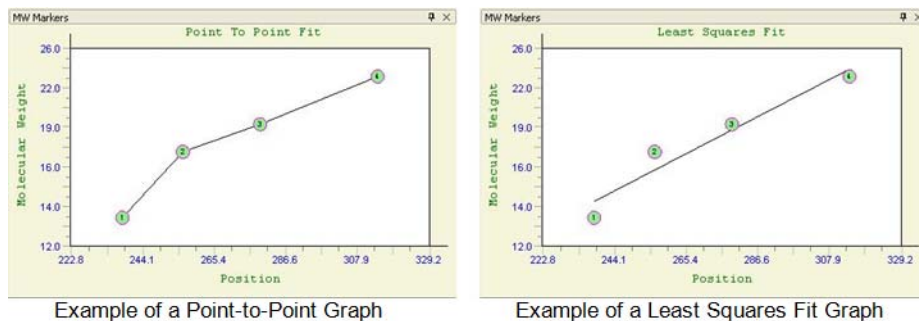 MW Markers
Point To Point Fit
Molecular Weight
26.0
22.0
19.0
16.0
14.0
12.0
1
2
3
4
222.8 244.1 265.4 286.6 307.9 329.2
Position
Example of a Point-to-Point Graph
MW Markers
Least Squares Fit
Molecular Weight
26.0
22.0
19.0
16.0
14.0
12.0
1
2
3
4
222.8 244.1 265.4 286.6 307.9 329.2
Position
Example of a Least Squares Fit Graph